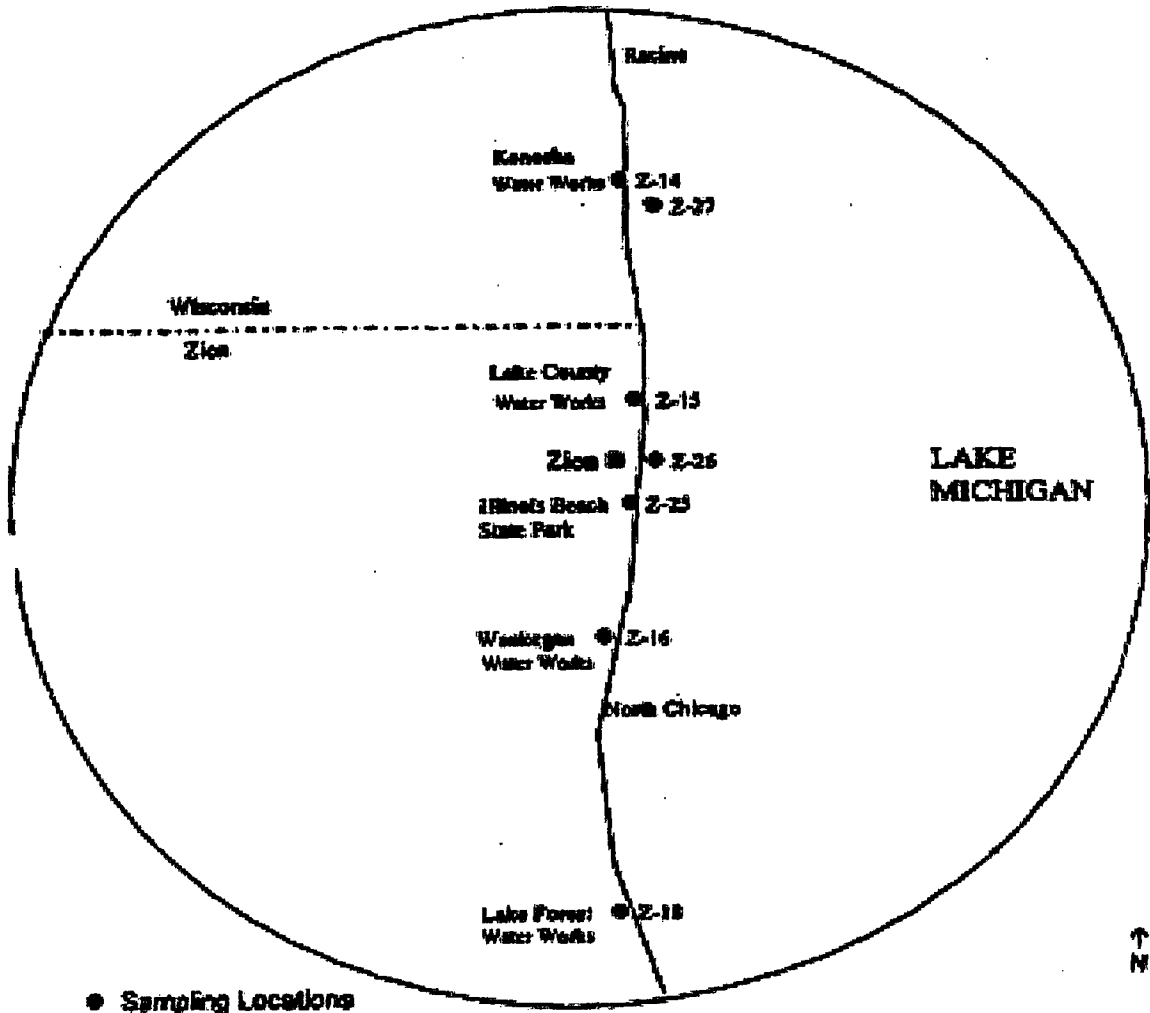 Racine
Kenosha
Water Works Z-14
Z-27
Wisconsin
Zion
Lake County
Water Works Z-15
Zion Z-26
LAKE
MICHIGAN
Illinois Beach Z-25
State Park
Waukegan Z-16
Water Works
North Chicago
Lake Forest Z-18
Water Works
↑
N
Sampling Locations